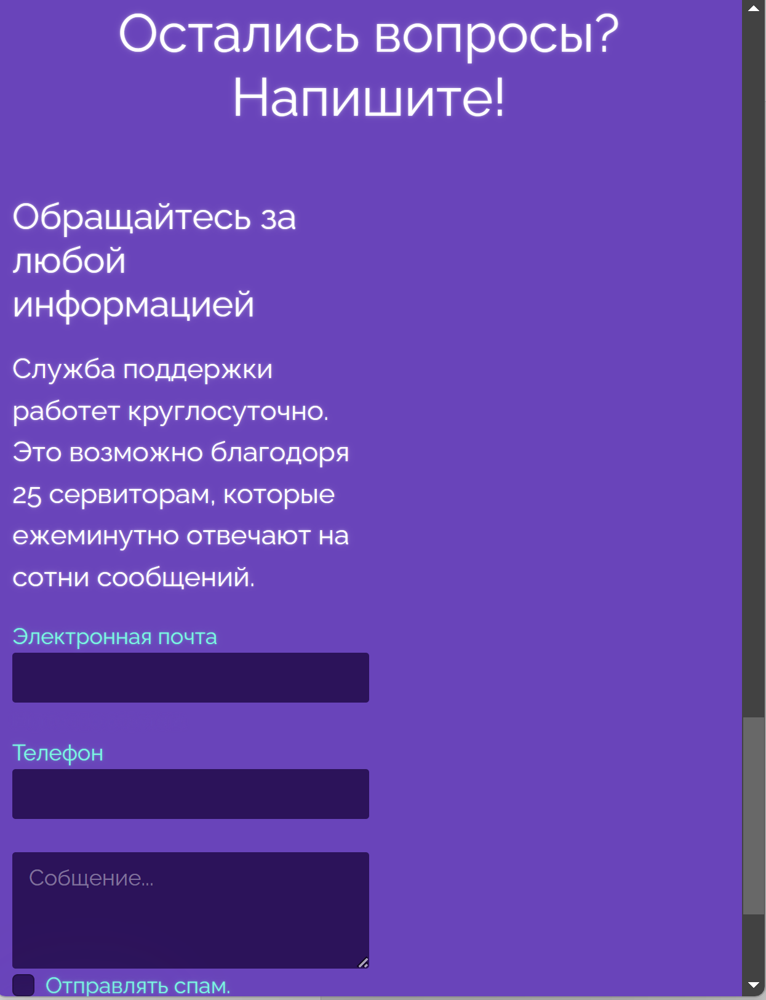 Остались вопросы?
Напишите!
Обращайтесь за
любой
информацией
Служба поддержки
работет круглосуточно.
Это возможно благодоря
25 сервиторам, которые
ежеминутно отвечают на
сотни сообщений.
Электронная почта
Телефон
Собщение...
Отправлять спам.